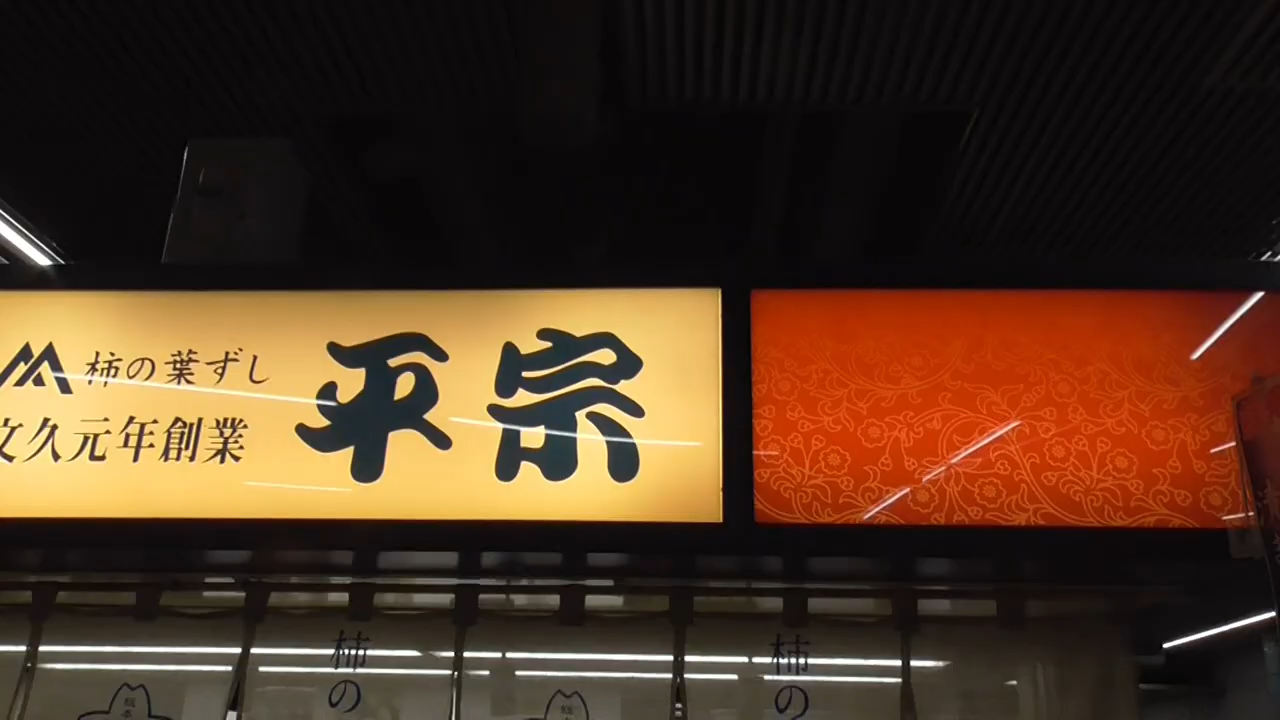 柿の葉ずし
文久元年創業
平宗
柿の
柿の